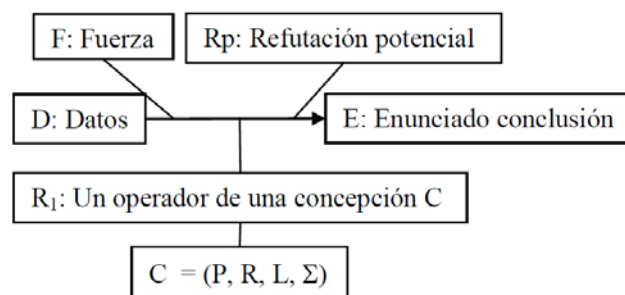 F: Fuerza
Rp: Refutación potencial
D: Datos
E: Enunciado conclusión
R₁: Un operador de una concepción C
C = (P, R, L, Σ)